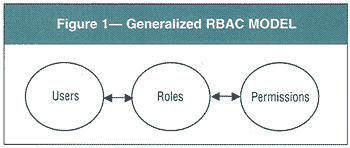 Figure 1— Generalized RBAC MODEL
Users
Roles
Permissions